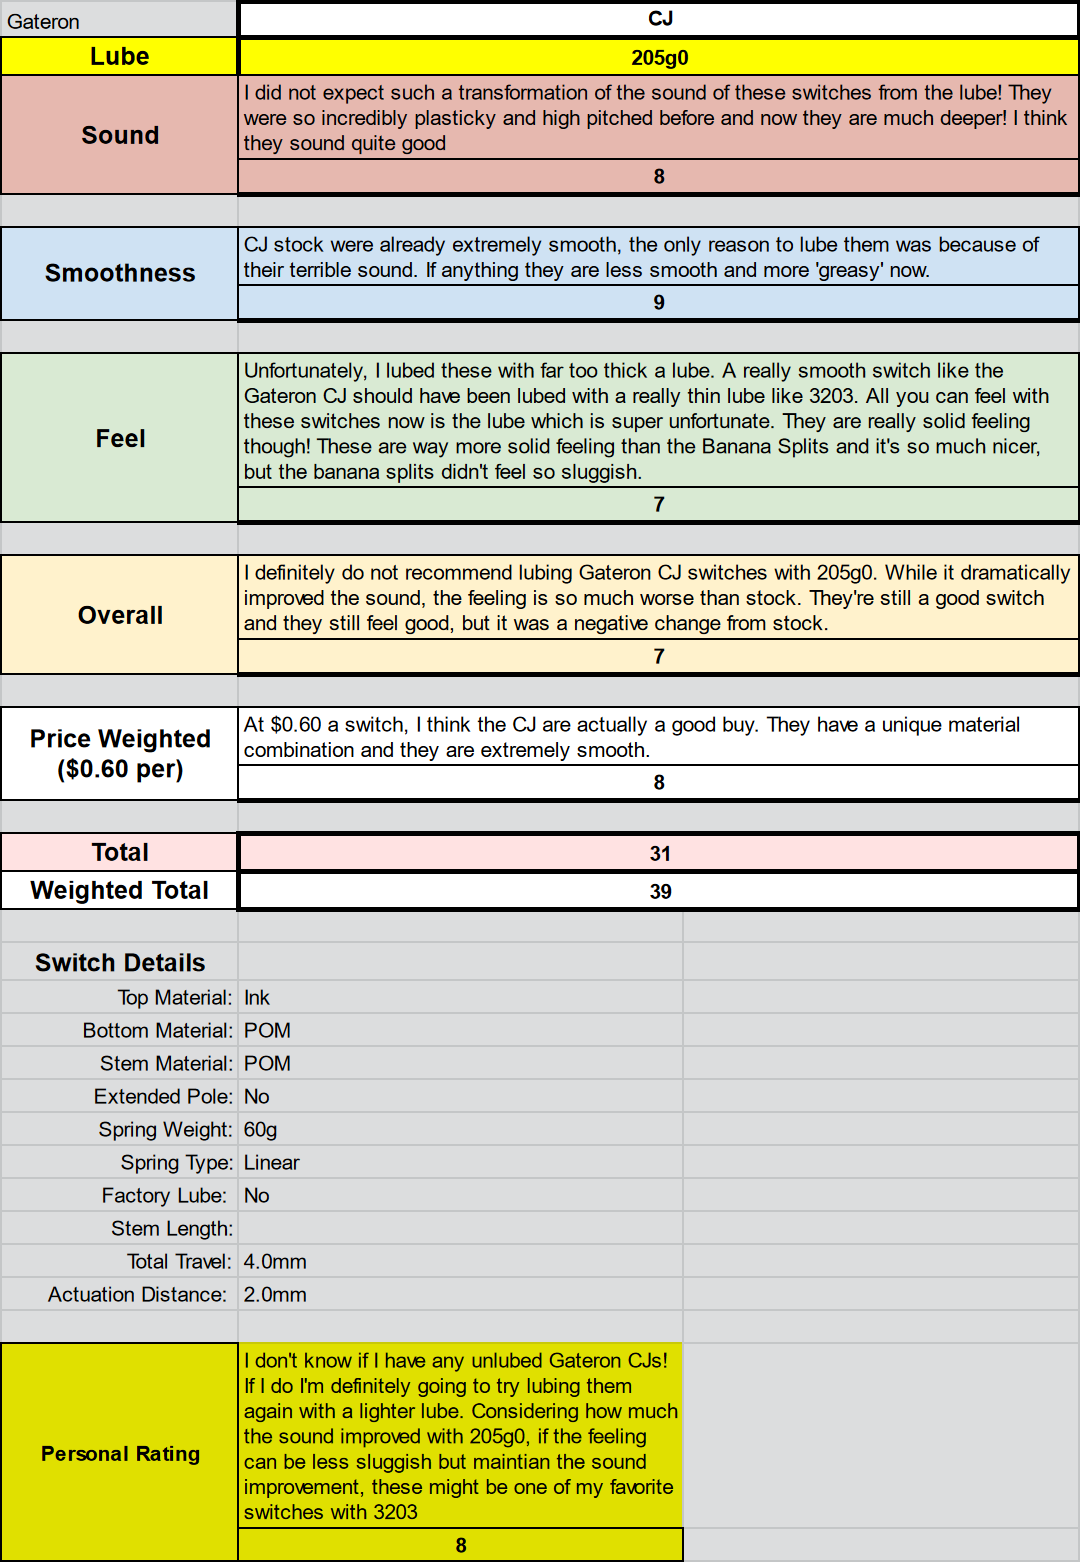 Gateron
CJ
Lube
205g0
Sound
I did not expect such a transformation of the sound of these switches from the lube! They
were so incredibly plasticky and high pitched before and now they are much deeper! I think
they sound quite good
8
Smoothness
CJ stock were already extremely smooth, the only reason to lube them was because of
their terrible sound. If anything they are less smooth and more 'greasy' now.
9
Feel
Unfortunately, I lubed these with far too thick a lube. A really smooth switch like the
Gateron CJ should have been lubed with a really thin lube like 3203. All you can feel with
these switches now is the lube which is super unfortunate. They are really solid feeling
though! These are way more solid feeling than the Banana Splits and it's so much nicer,
but the banana splits didn't feel so sluggish.
7
Overall
I definitely do not recommend lubing Gateron CJ switches with 205g0. While it dramatically
improved the sound, the feeling is so much worse than stock. They're still a good switch
and they still feel good, but it was a negative change from stock.
7
Price Weighted
($0.60 per)
At $0.60 a switch, I think the CJ are actually a good buy. They have a unique material
combination and they are extremely smooth.
8
Total
31
Weighted Total
39
Switch Details
Top Material: Ink
Bottom Material: POM
Stem Material: POM
Extended Pole: No
Spring Weight: 60g
Spring Type: Linear
Factory Lube: No
Stem Length:
Total Travel: 4.0mm
Actuation Distance: 2.0mm
Personal Rating
I don't know if I have any unlubed Gateron CJs!
If I do I'm definitely going to try lubing them
again with a lighter lube. Considering how much
the sound improved with 205g0, if the feeling
can be less sluggish but maintian the sound
improvement, these might be one of my favorite
switches with 3203
8